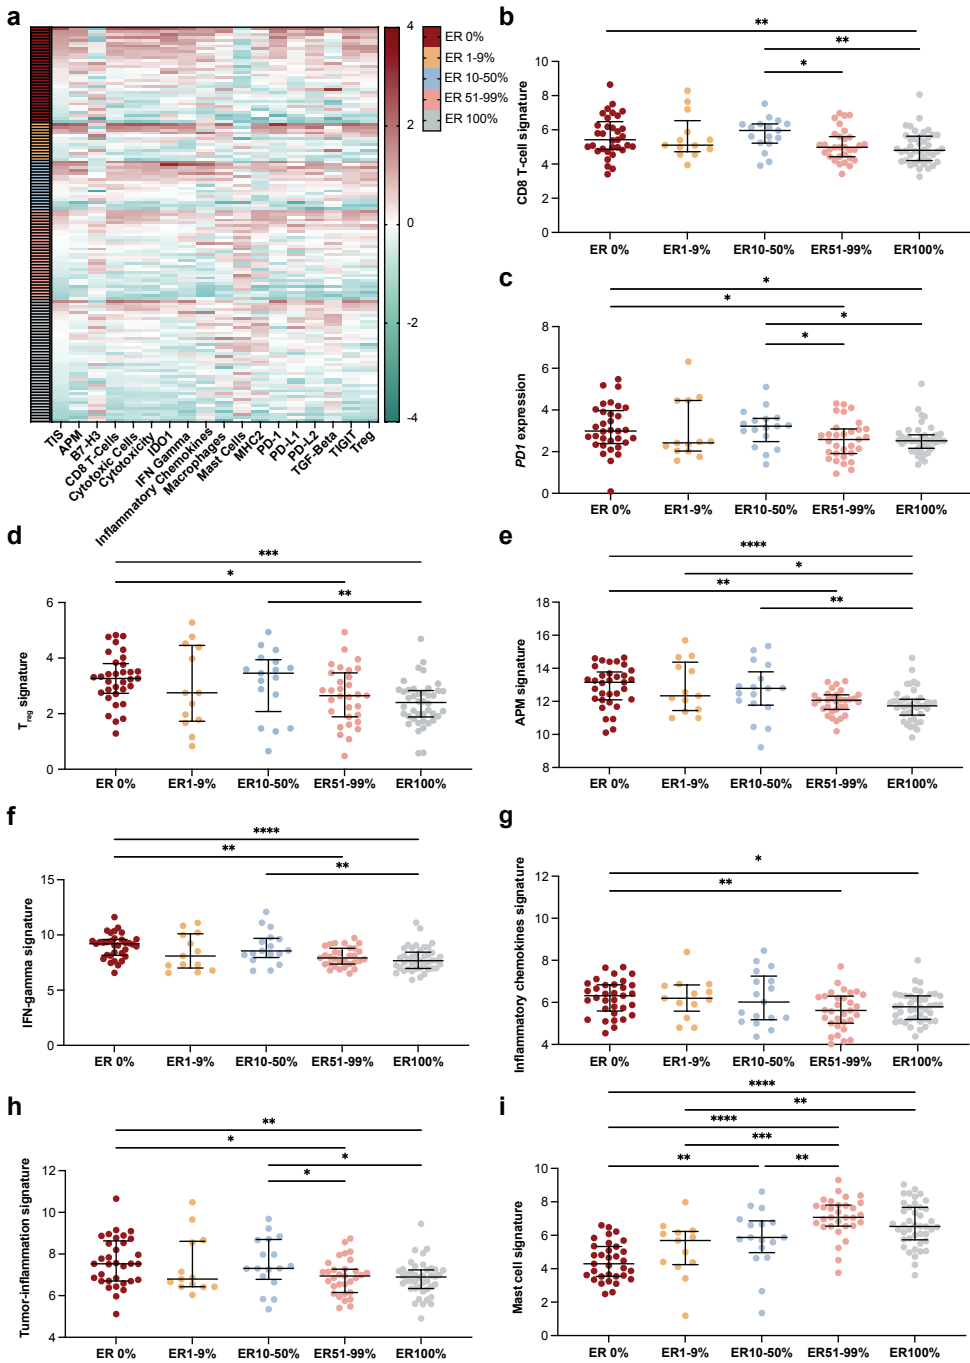 a
4
2
0
-2
-4
ER 0%
ER 1-9%
ER 10-50%
ER 51-99%
ER 100%
TIS
APM
B7-H3
CD8 T-Cells
Cytotoxic Cells
Cytotoxicity
IDO1
IFN Gamma
Inflammatory Chemokines
Macrophages
Mast Cells
MHC2
PD-1
PD-L1
PD-L2
TGF-Beta
TIGIT
Treg
b
**
**
*
CD8 T-cell signature
10
8
6
4
2
0
ER 0% ER1-9% ER10-50% ER51-99% ER100%
c
*
*
*
*
PD1 expression
8
6
4
2
0
ER 0% ER1-9% ER10-50% ER51-99% ER100%
d
***
*
**
Treg signature
6
4
2
0
ER 0% ER1-9% ER10-50% ER51-99% ER100%
e
****
*
**
**
APM signature
18
16
14
12
10
8
ER 0% ER1-9% ER10-50% ER51-99% ER100%
f
****
**
**
IFN-gamma signature
15
10
5
0
ER 0% ER1-9% ER10-50% ER51-99% ER100%
g
*
**
Inflammatory chemokines signature
12
10
8
6
4
ER 0% ER1-9% ER10-50% ER51-99% ER100%
h
**
*
*
*
Tumor-inflammation signature
12
10
8
6
4
ER 0% ER1-9% ER10-50% ER51-99% ER100%
i
****
**
****
***
** **
Mast cell signature
10
8
6
4
2
0
ER 0% ER1-9% ER10-50% ER51-99% ER100%